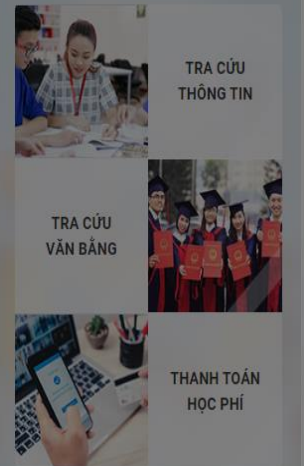 TRA CỨU
THÔNG TIN
TRA CỨU
VĂN BẰNG
THANH TOÁN
HỌC PHÍ